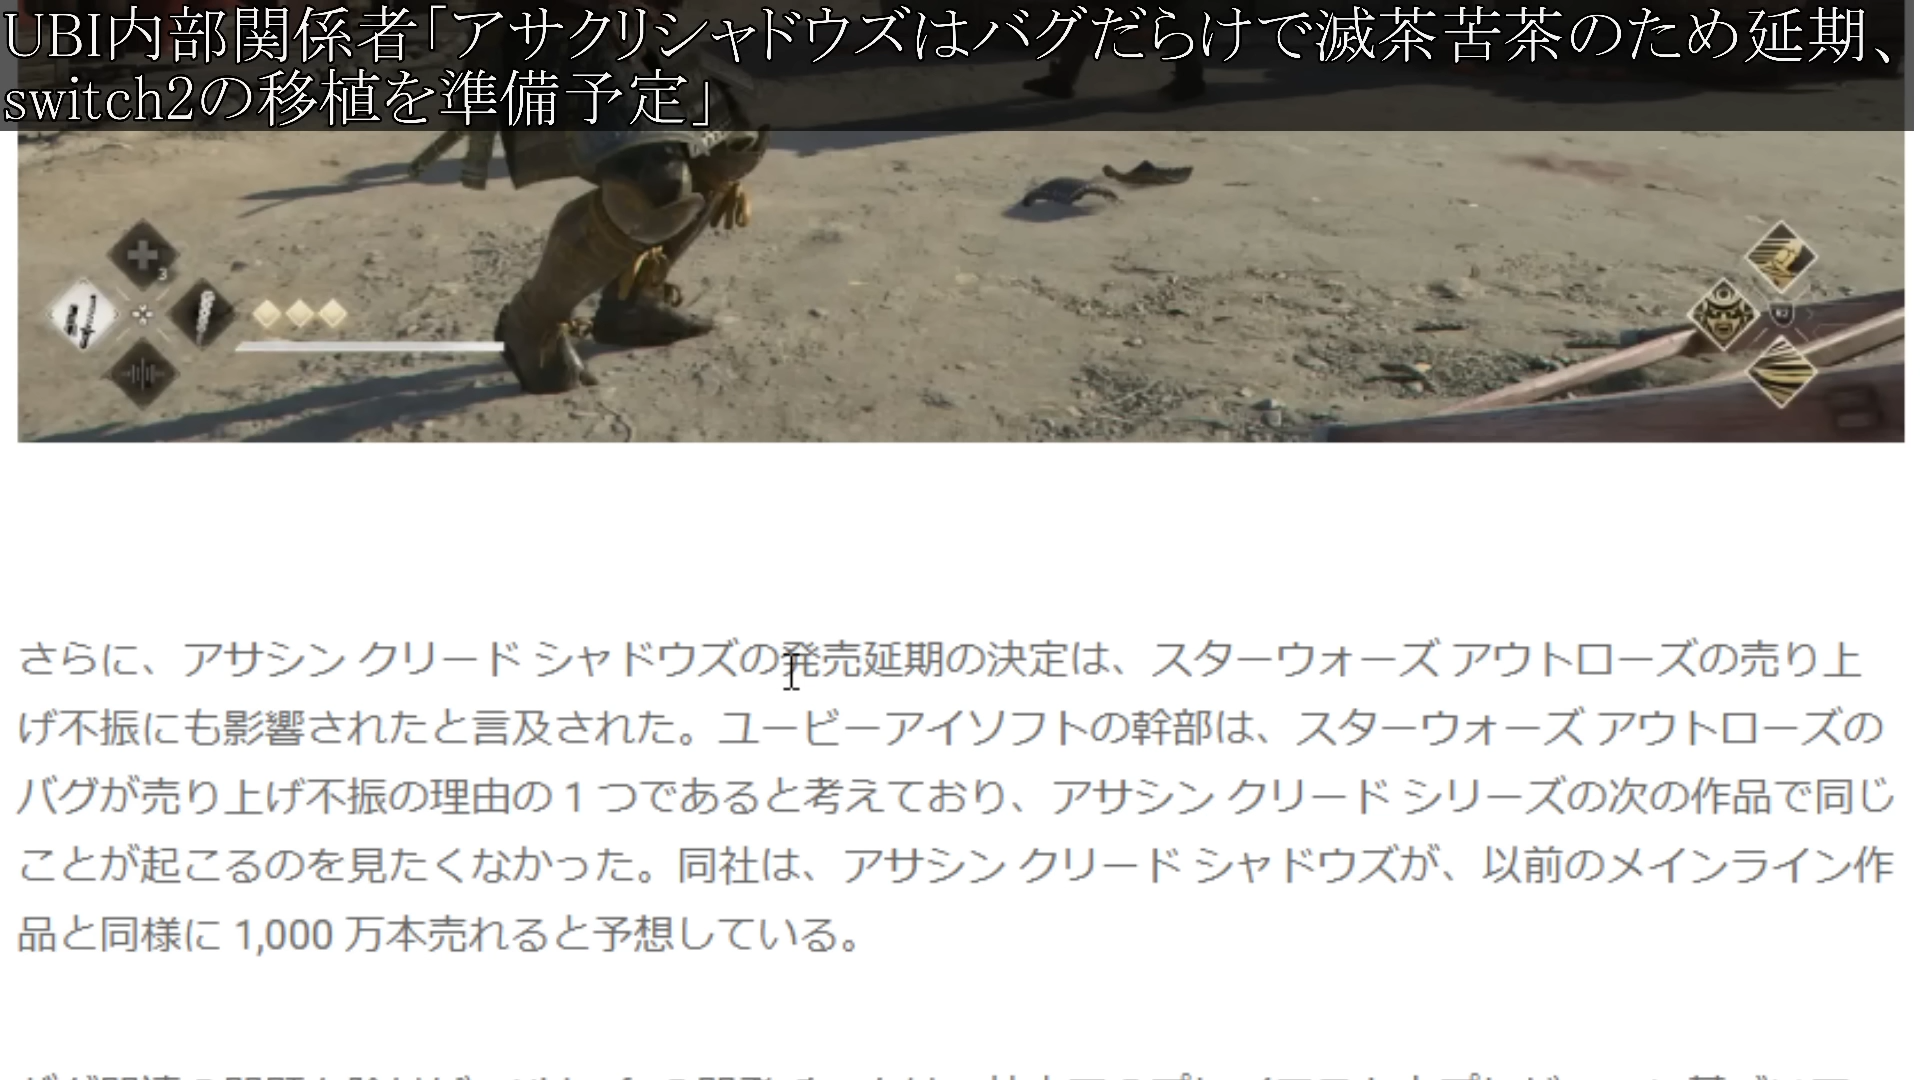 UBI内部関係者「アサクリシャドウズはバグだらけで滅茶苦茶のため延期、
switch2の移植を準備予定」
3
R2
さらに、アサシン クリード シャドウズの発売延期の決定は、スターウォーズ アウトローズの売り上
げ不振にも影響されたと言及された。ユービーアイソフトの幹部は、スターウォーズ アウトローズの
バグが売り上げ不振の理由の 1 つであると考えており、アサシン クリード シリーズの次の作品で同じ
ことが起こるのを見たくなかった。同社は、アサシン クリード シャドウズが、以前のメインライン作
品と同様に 1,000 万本売れると予想している。